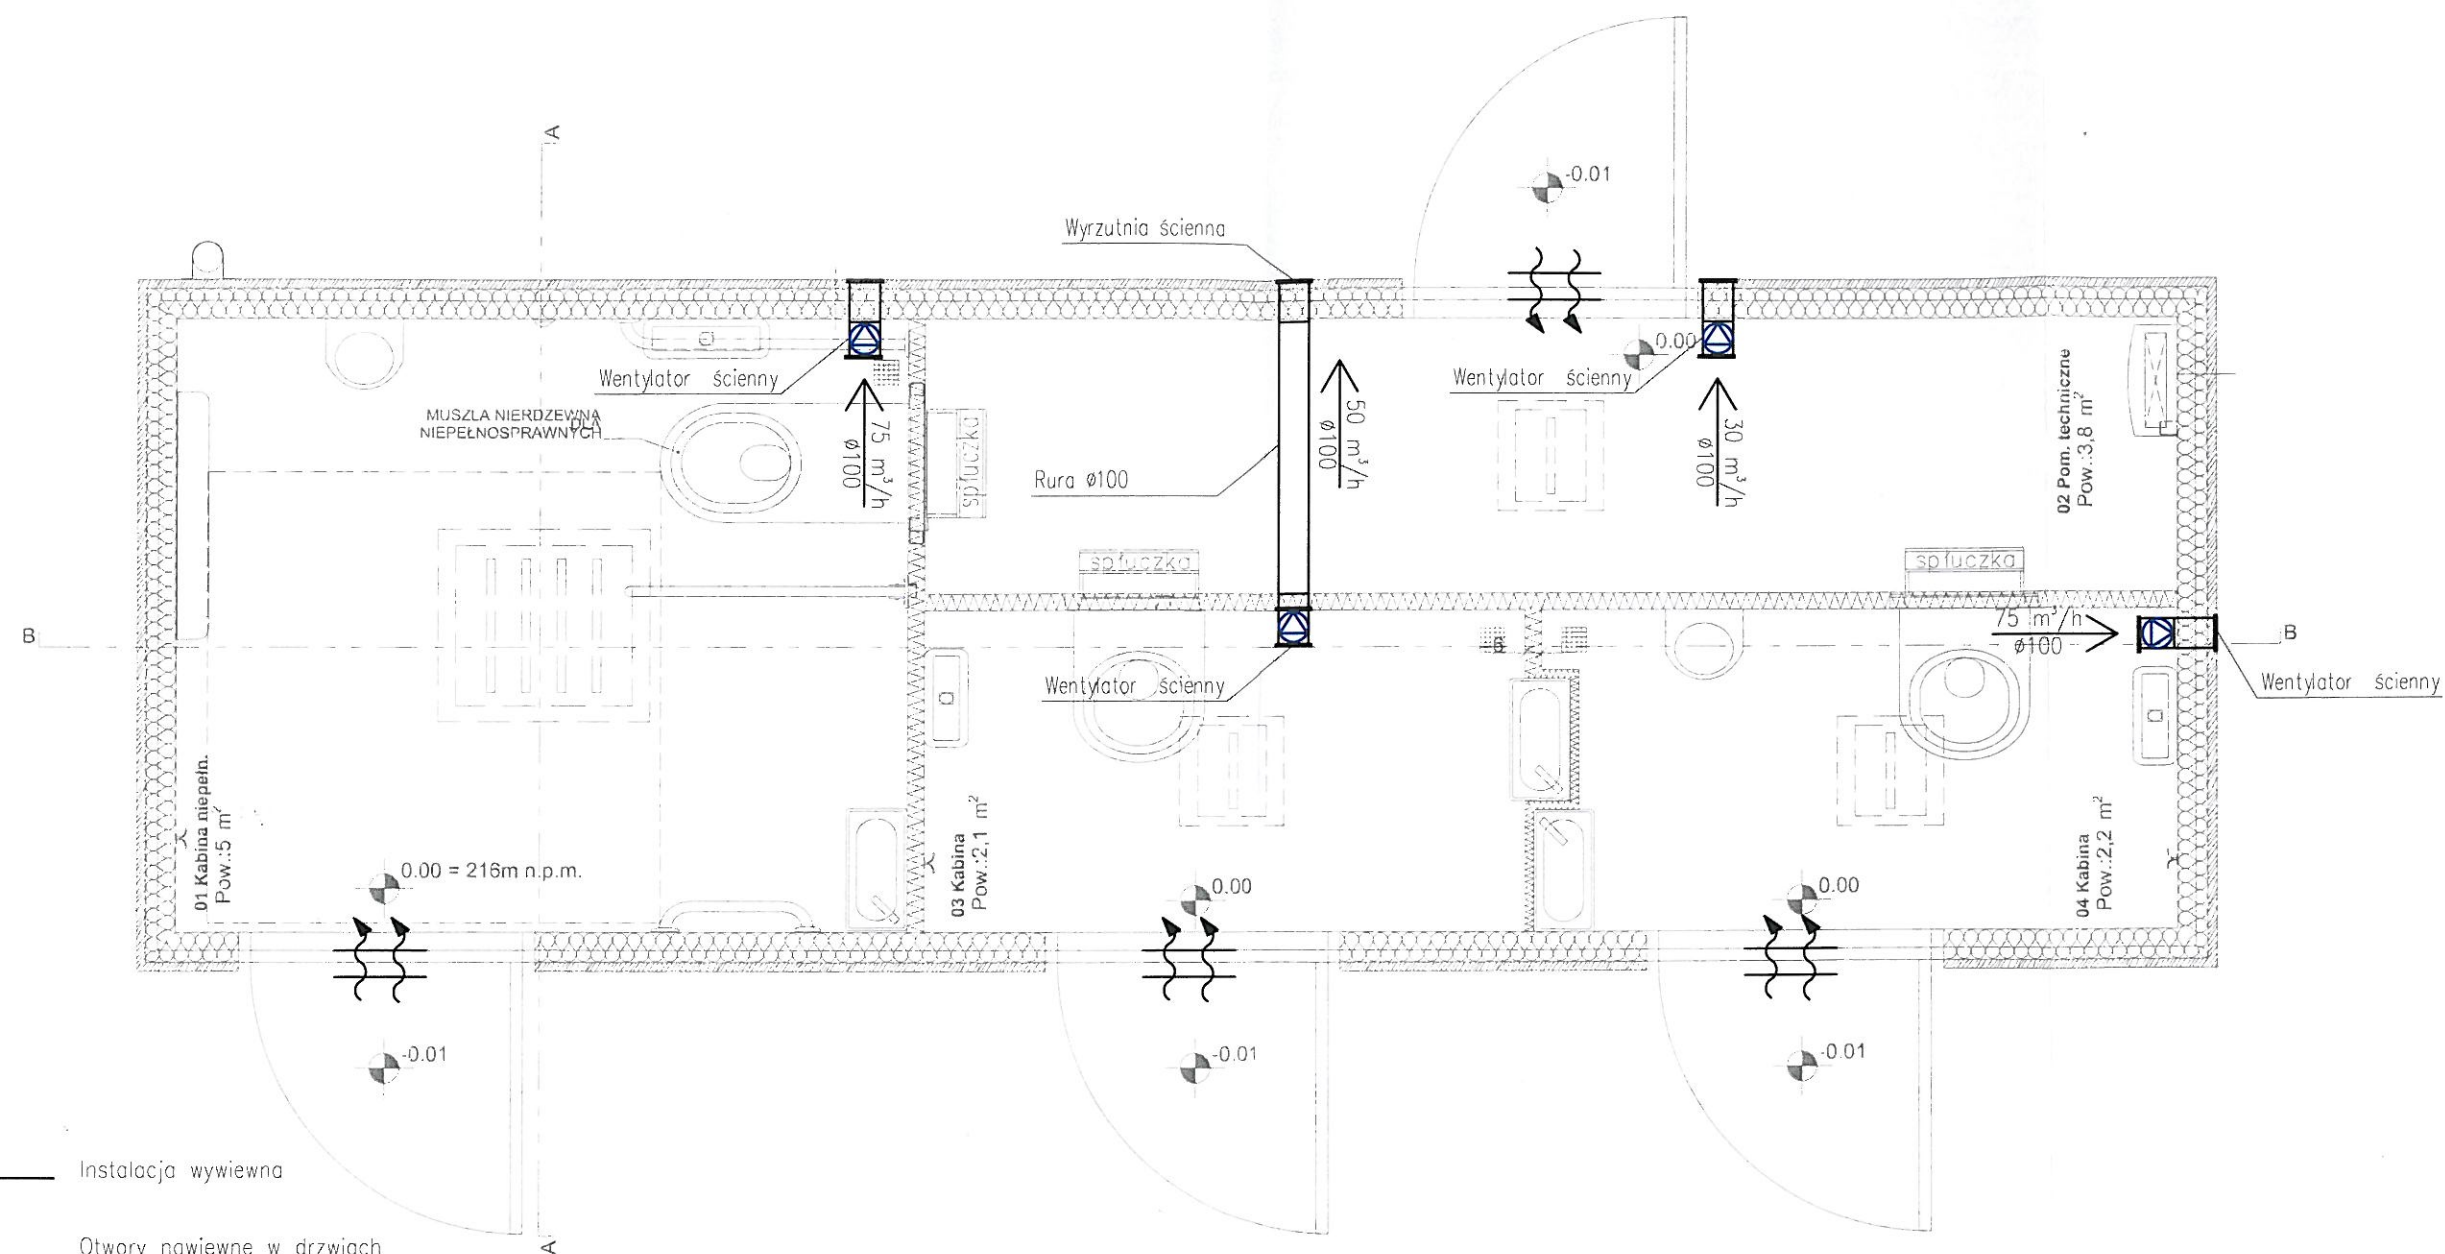 A
-0.01
Wyrzutnia ścienna
0.00
Wentylator ścienny
Wentylator ścienny
MUSZLA NIERDZEWNA
DLA
NIEPEŁNOSPRAWNYCH
75 m³/h
ø100
spłuczka
Rura ø100
50 m³/h
ø100
30 m³/h
ø100
02 Pom. techniczne
Pow.:3,8 m²
spłuczka
spłuczka
B
75 m³/h
ø100
B
Wentylator ścienny
Wentylator ścienny
01 Kabina niepełn.
Pow.:5 m²
0.00 = 216m n.p.m.
03 Kabina
Pow.:2,1 m²
0.00
0.00
04 Kabina
Pow.:2,2 m²
-0.01
-0.01
-0.01
Instalacja wywiewna
A
Otwory nawiewne w drzwiach